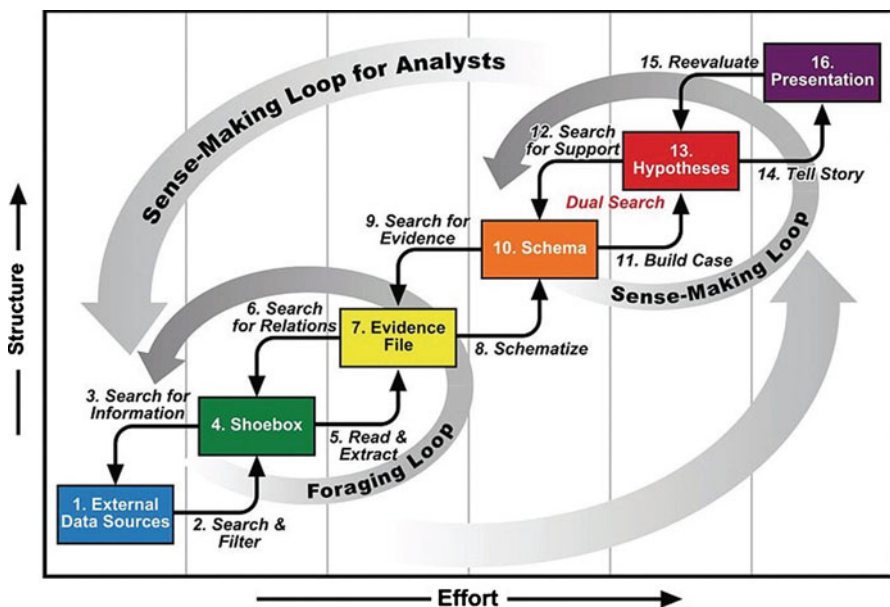 Sense-Making Loop for Analysts
15. Reevaluate
16.
Presentation
12. Search
for Support
13.
Hypotheses
14. Tell Story
Dual Search
9. Search for
Evidence
10. Schema
11. Build Case
Sense-Making Loop
6. Search
for Relations
7. Evidence
File
8. Schematize
3. Search for
Information
4. Shoebox
5. Read &
Extract
Foraging Loop
1. External
Data Sources
2. Search &
Filter
Structure
Effort